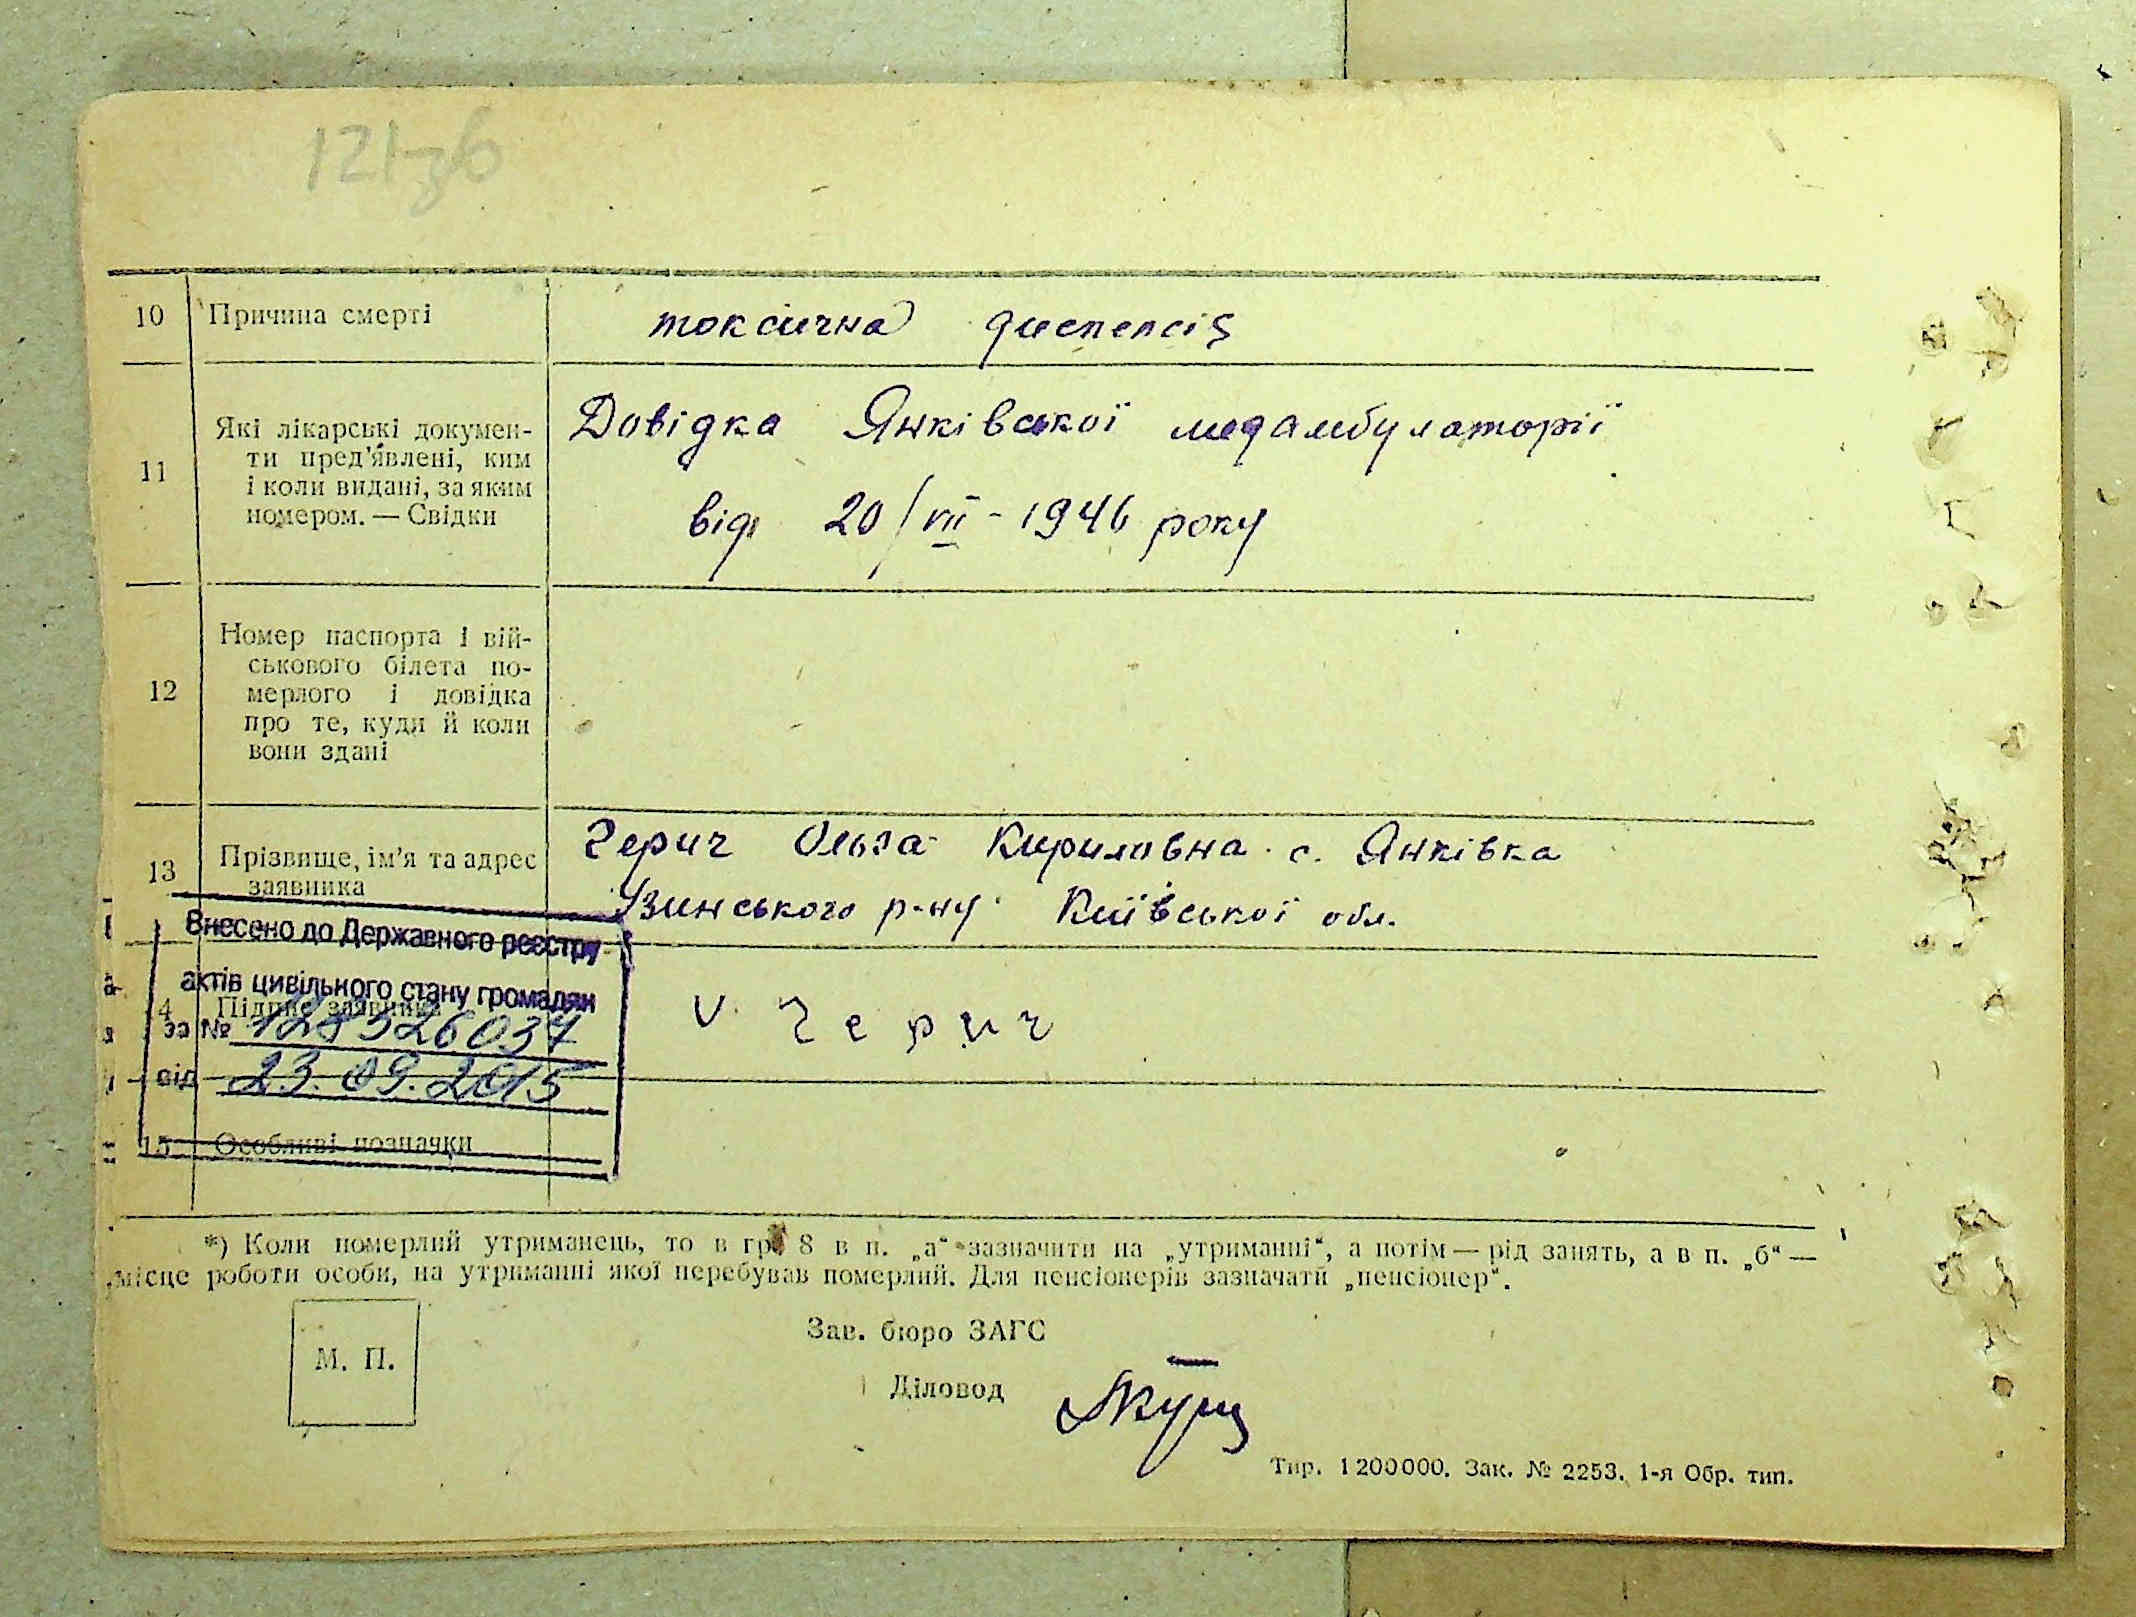 121зв
10 Причина смерті токсична диспепсія
11 Які лікарські докумен-
ти пред'явлені, ким
і коли видані, за яким
номером. — Свідки
Довідка Янківської медамбулаторії
від 20/VII - 1946 року
12 Номер паспорта і вій-
ськового білета по-
мерлого і довідка
про те, куди й коли
вони здані
13 Прізвище, ім'я та адрес
заявника
Герич Ольга Кириловна с. Янківка
Узинського р-ну Київської обл.
Внесено до Державного реєстру
актів цивільного стану громадян
за №
від 23.09.2015
14 Підпис заявника
V Герич
15 Особливі позначки
*) Коли померлий утриманець, то в гр. 8 в п. „а“ зазначити на „утриманні“, а потім — рід занять, а в п. „б“ —
місце роботи особи, на утриманні якої перебував померлий. Для пенсіонерів зазначати „пенсіонер“.
М. П.
Зав. бюро ЗАГС
Діловод
Тир. 1200000. Зак. № 2253. 1-я Обр. тип.